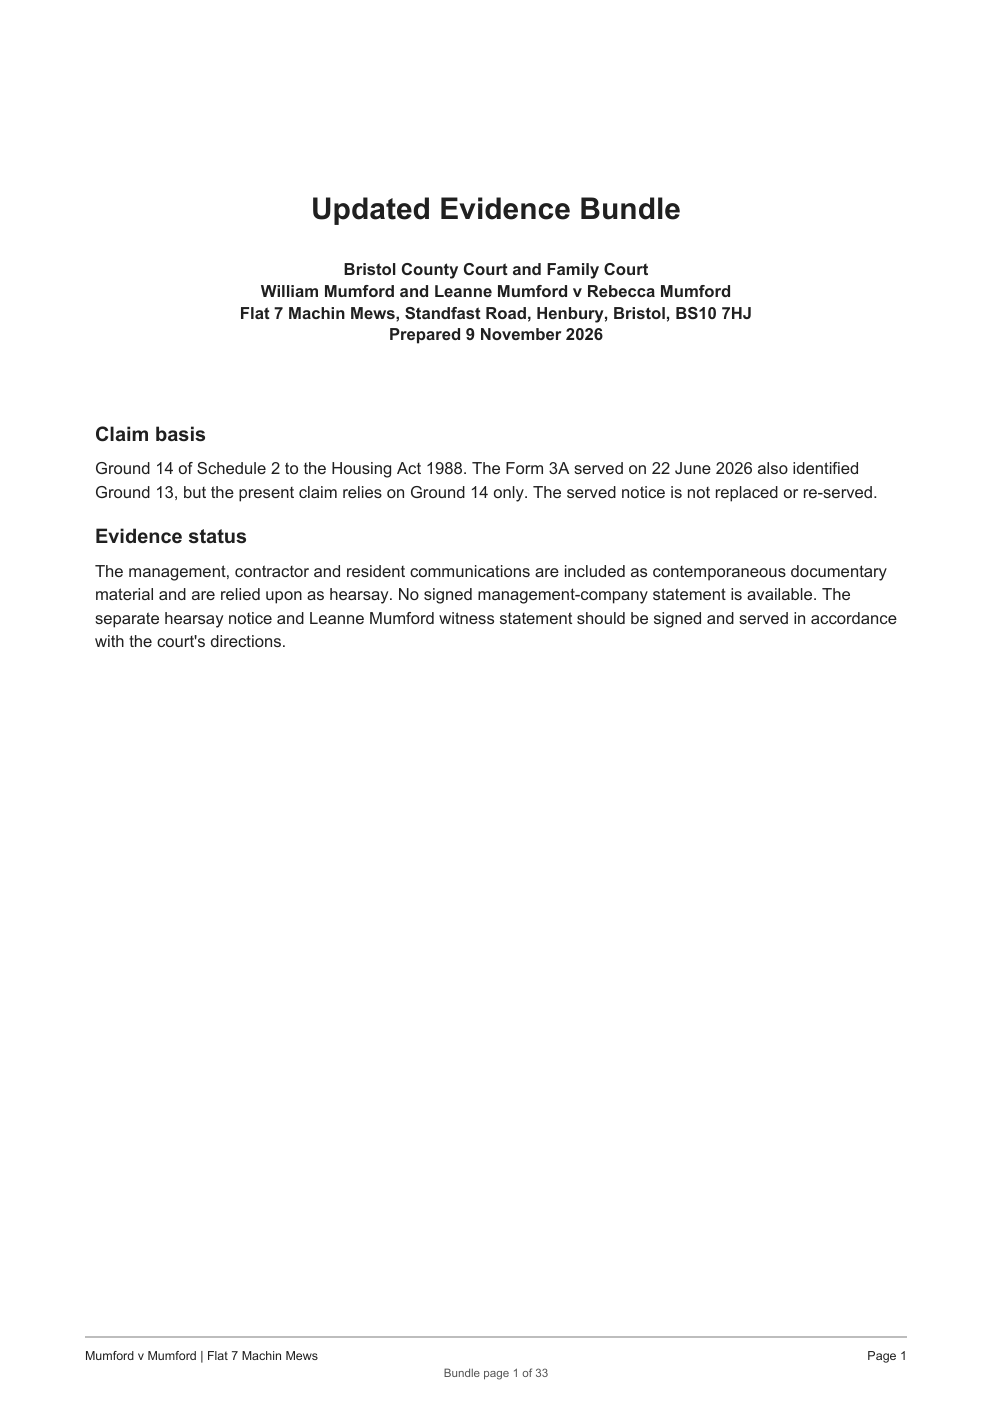 Updated Evidence Bundle
Bristol County Court and Family Court
William Mumford and Leanne Mumford v Rebecca Mumford
Flat 7 Machin Mews, Standfast Road, Henbury, Bristol, BS10 7HJ
Prepared 9 November 2026
Claim basis
Ground 14 of Schedule 2 to the Housing Act 1988. The Form 3A served on 22 June 2026 also identified
Ground 13, but the present claim relies on Ground 14 only. The served notice is not replaced or re-served.
Evidence status
The management, contractor and resident communications are included as contemporaneous documentary
material and are relied upon as hearsay. No signed management-company statement is available. The
separate hearsay notice and Leanne Mumford witness statement should be signed and served in accordance
with the court's directions.
Mumford v Mumford | Flat 7 Machin Mews
Page 1
Bundle page 1 of 33